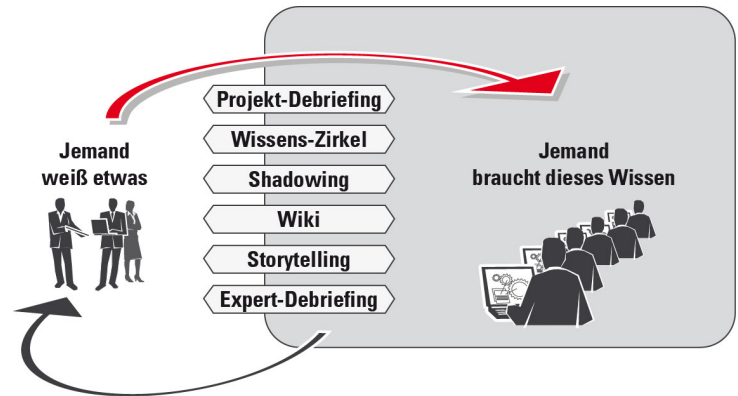 Jemand
weiß etwas
Projekt-Debriefing
Wissens-Zirkel
Shadowing
Wiki
Storytelling
Expert-Debriefing
Jemand
braucht dieses Wissen